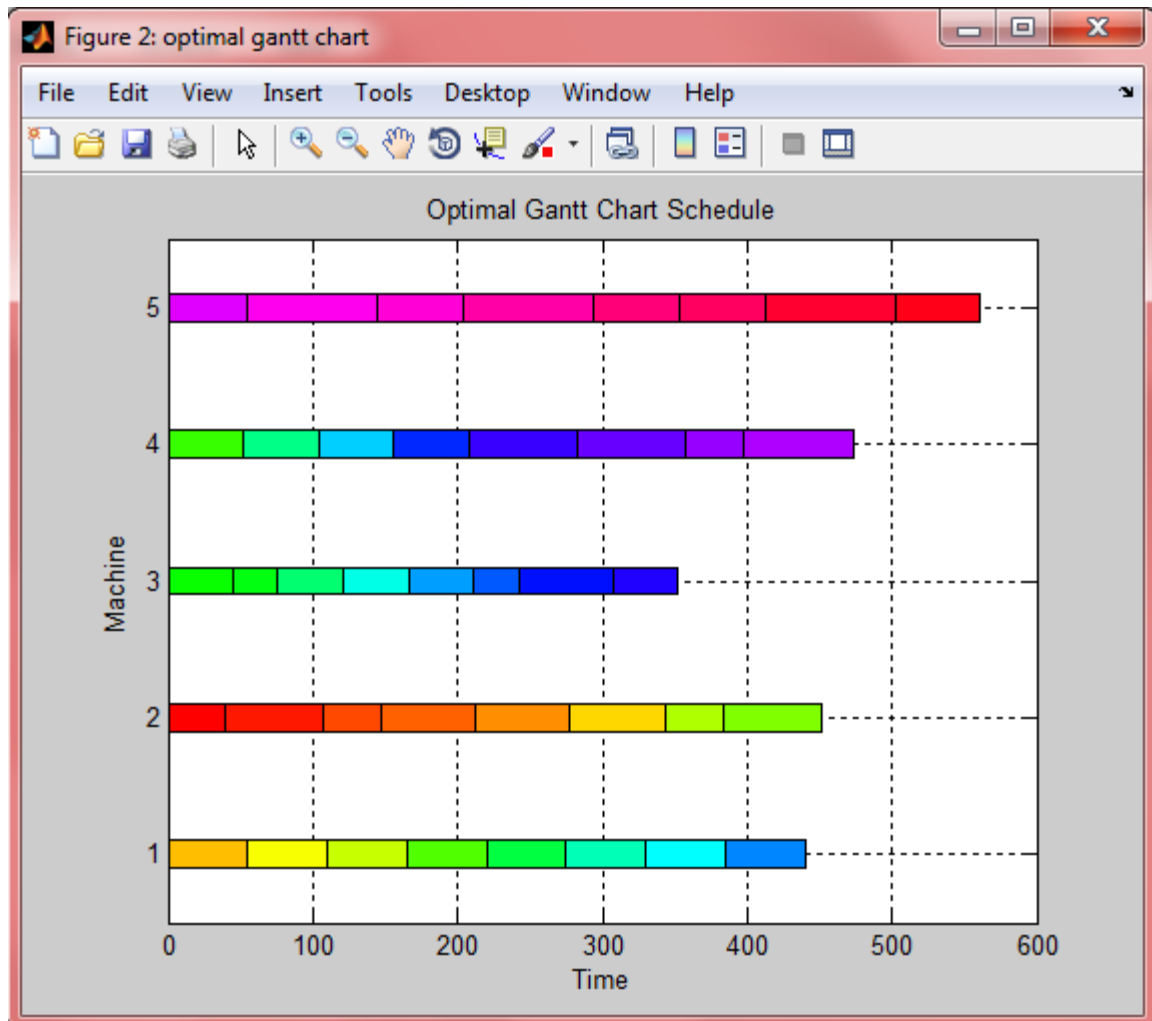 Figure 2: optimal gantt chart
File Edit View Insert Tools Desktop Window Help
Optimal Gantt Chart Schedule
5
4
Machine
3
2
1
0 100 200 300 400 500 600
Time